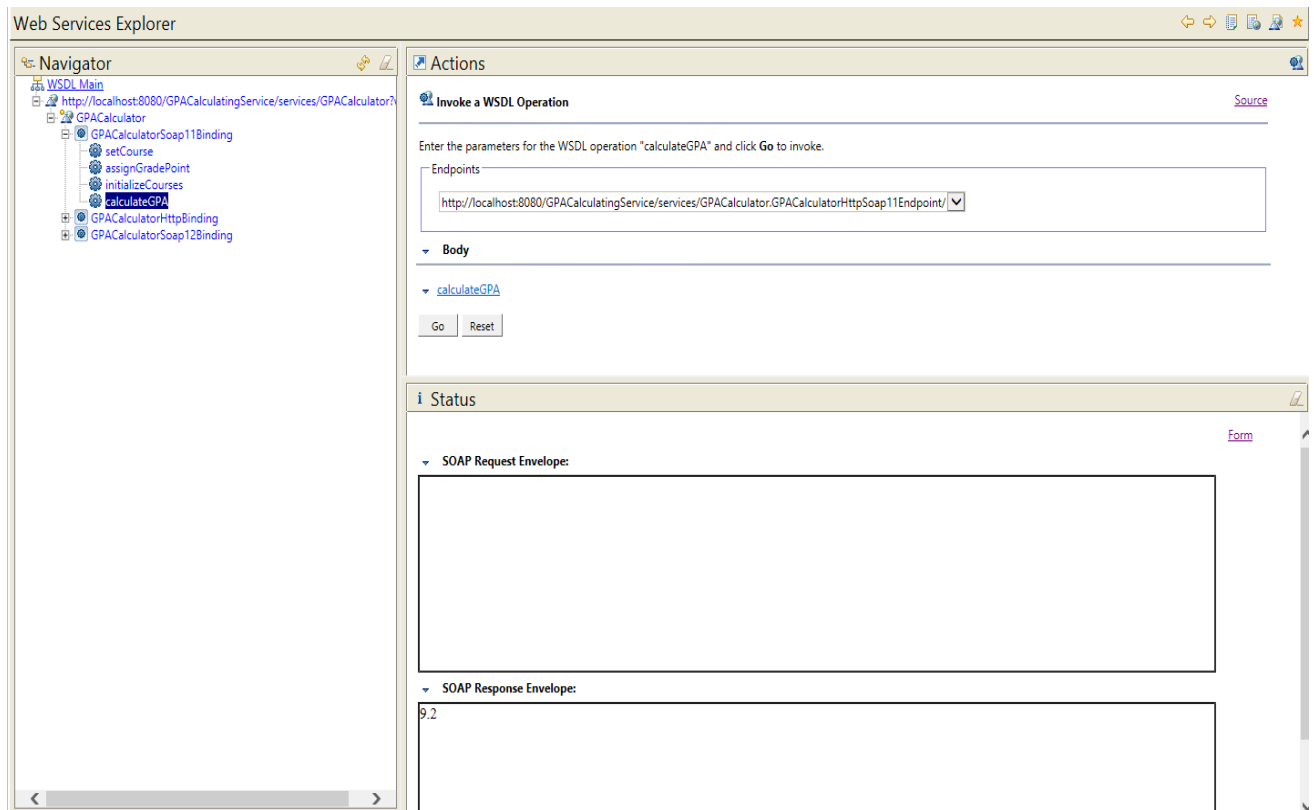 Web Services Explorer
Navigator
WSDL Main
http://localhost:8080/GPACalculatingService/services/GPACalculator?
GPACalculator
GPACalculatorSoap11Binding
setCourse
assignGradePoint
initializeCourses
calculateGPA
GPACalculatorHttpBinding
GPACalculatorSoap12Binding
Actions
Invoke a WSDL Operation
Source
Enter the parameters for the WSDL operation "calculateGPA" and click Go to invoke.
Endpoints
http://localhost:8080/GPACalculatingService/services/GPACalculator.GPACalculatorHttpSoap11Endpoint/
Body
calculateGPA
Go Reset
i Status
Form
SOAP Request Envelope:
SOAP Response Envelope:
9.2